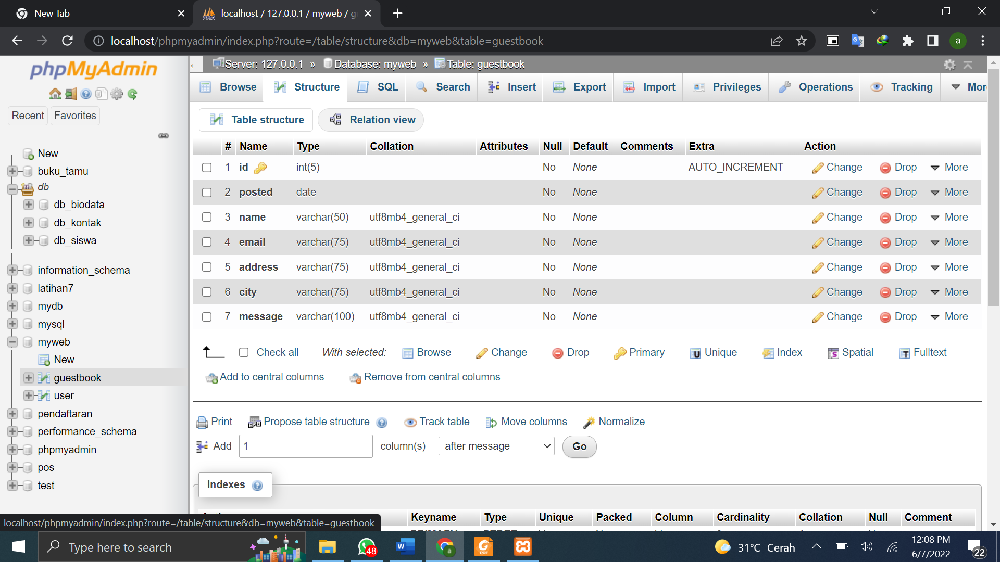 New Tab
localhost / 127.0.0.1 / myweb / g
localhost/phpmyadmin/index.php?route=/table/structure&db=myweb&table=guestbook
a
phpMyAdmin
Recent
Favorites
New
buku_tamu
db
db_biodata
db_kontak
db_siswa
information_schema
latihan7
mydb
mysql
myweb
New
guestbook
user
pendaftaran
performance_schema
phpmyadmin
pos
test
Server: 127.0.0.1 » Database: myweb » Table: guestbook
Browse Structure SQL Search Insert Export Import Privileges Operations Tracking Mor
Table structure Relation view
# Name Type Collation Attributes Null Default Comments Extra Action
1 id int(5) No None AUTO_INCREMENT Change Drop More
2 posted date No None Change Drop More
3 name varchar(50) utf8mb4_general_ci No None Change Drop More
4 email varchar(75) utf8mb4_general_ci No None Change Drop More
5 address varchar(75) utf8mb4_general_ci No None Change Drop More
6 city varchar(75) utf8mb4_general_ci No None Change Drop More
7 message varchar(100) utf8mb4_general_ci No None Change Drop More
Check all With selected: Browse Change Drop Primary Unique Index Spatial Fulltext
Add to central columns Remove from central columns
Print Propose table structure Track table Move columns Normalize
Add 1 column(s) after message Go
Indexes
Keyname Type Unique Packed Column Cardinality Collation Null Comment
localhost/phpmyadmin/index.php?route=/table/structure&db=myweb&table=guestbook
Type here to search
48
31°C Cerah
12:08 PM
6/7/2022
22